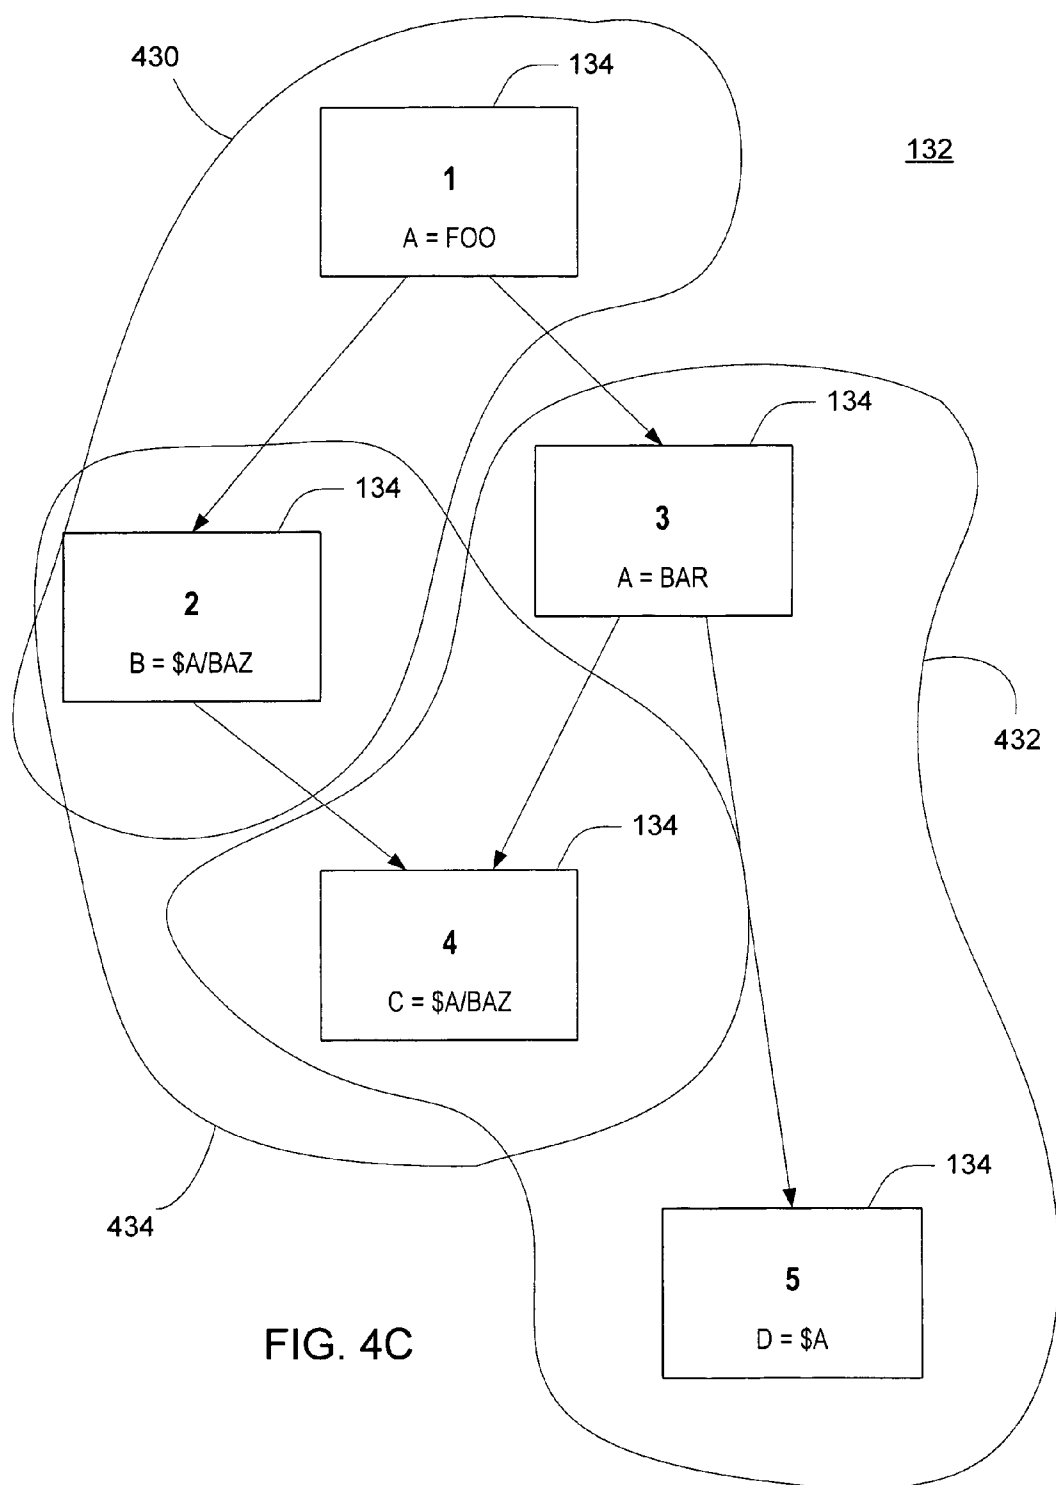 430
134
132
1
A = FOO
134
134
3
A = BAR
2
B = $A/BAZ
432
134
4
C = $A/BAZ
134
434
5
D = $A
FIG. 4C